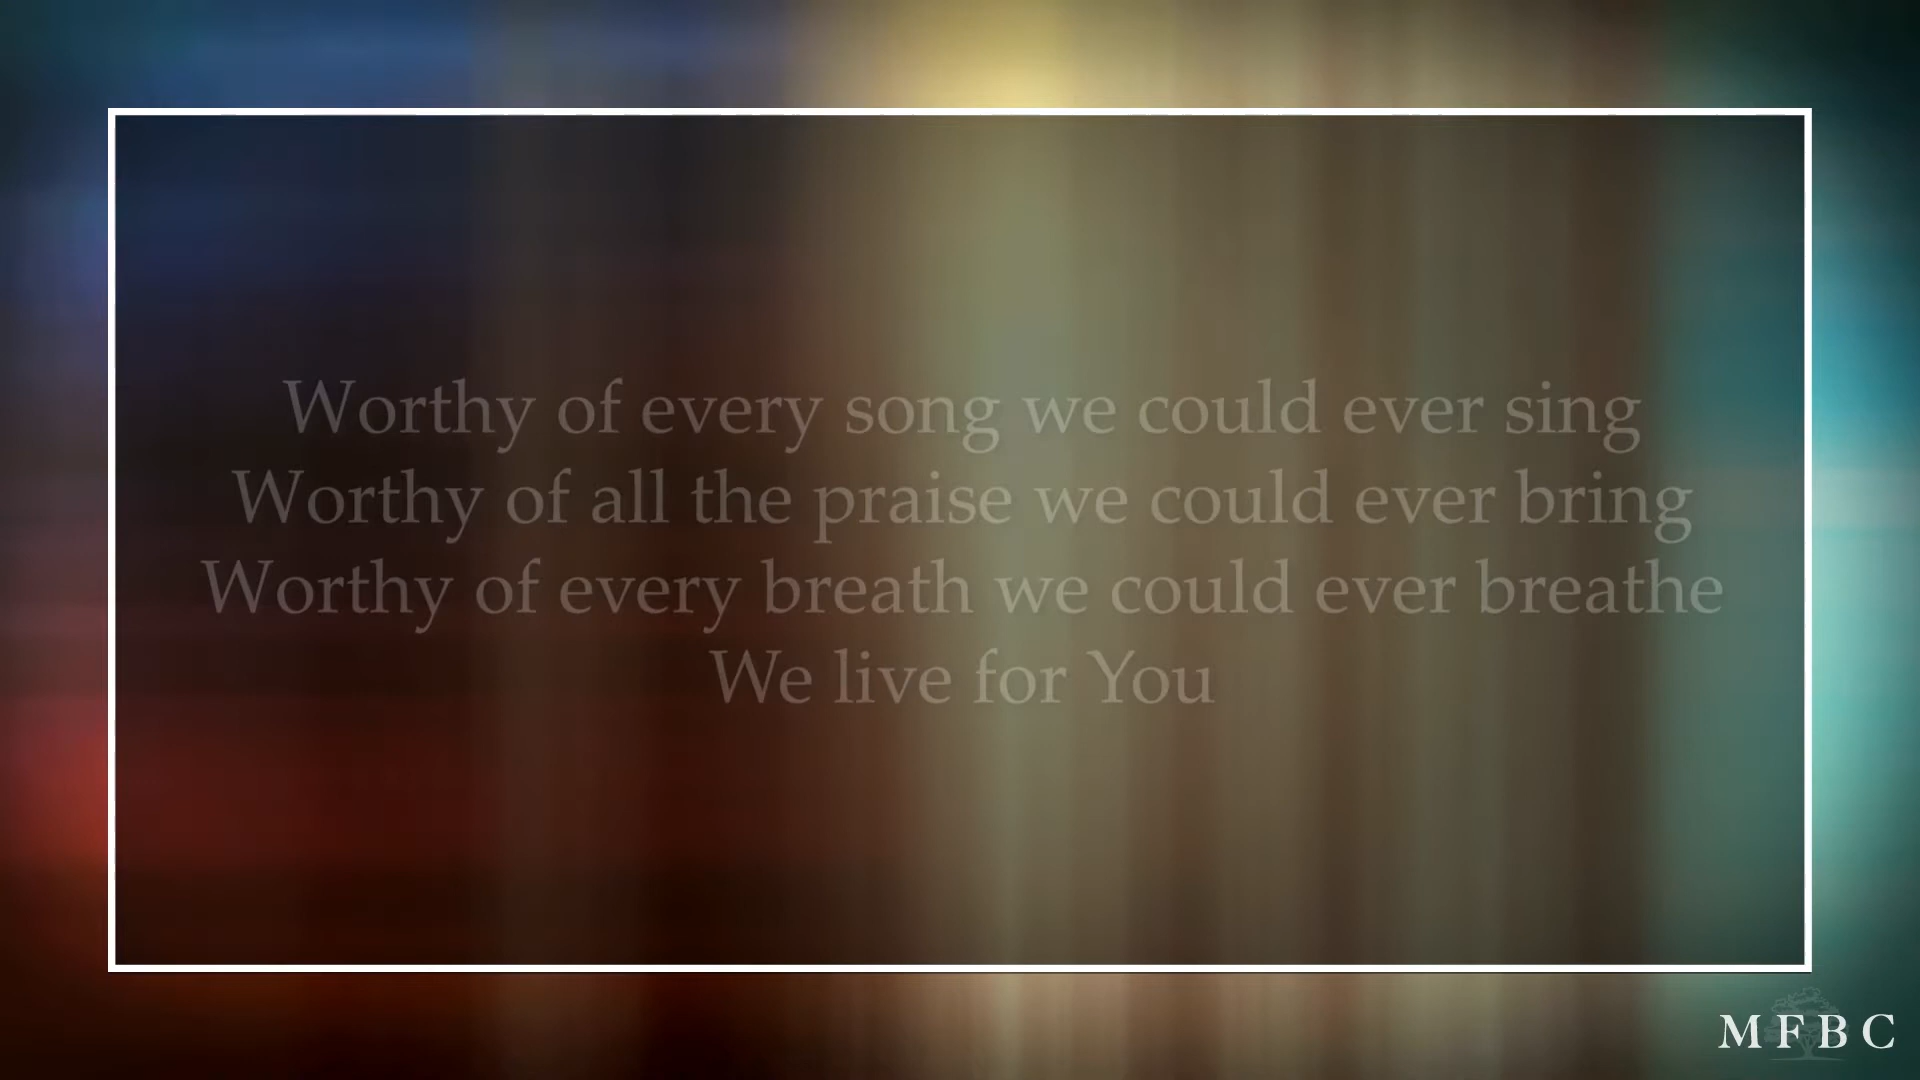 Worthy of every song we could ever sing
Worthy of all the praise we could ever bring
Worthy of every breath we could ever breathe
We live for You
MFBC